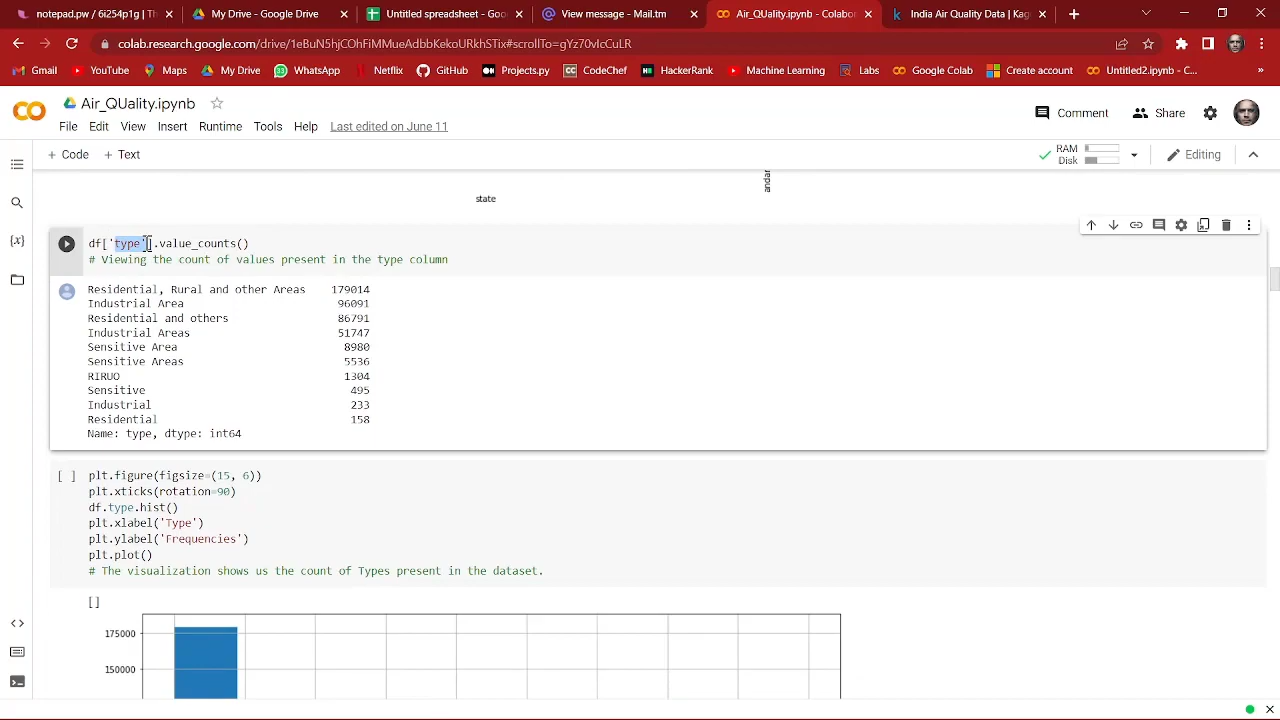 notepad.pw / 6i254p1g | Th
My Drive - Google Drive
Untitled spreadsheet - Goo
View message - Mail.tm
Air_QUality.ipynb - Colabo
India Air Quality Data | Kag
colab.research.google.com/drive/1eBuN5hjCOhFiMMueAdbbKekoURkhSTix#scrollTo=gYz70vIcCuLR
Gmail
YouTube
Maps
My Drive
WhatsApp
Netflix
GitHub
Projects.py
CodeChef
HackerRank
Machine Learning
Labs
Google Colab
Create account
Untitled2.ipynb - C...
»
Air_QUality.ipynb
Comment
Share
File Edit View Insert Runtime Tools Help Last edited on June 11
+ Code + Text
RAM
Disk
Editing
state
df['type'].value_counts()
# Viewing the count of values present in the type column
Residential, Rural and other Areas 179014
Industrial Area 96091
Residential and others 86791
Industrial Areas 51747
Sensitive Area 8980
Sensitive Areas 5536
RIRUO 1304
Sensitive 495
Industrial 233
Residential 158
Name: type, dtype: int64
[ ] plt.figure(figsize=(15, 6))
plt.xticks(rotation=90)
df.type.hist()
plt.xlabel('Type')
plt.ylabel('Frequencies')
plt.plot()
# The visualization shows us the count of Types present in the dataset.
[]
175000
150000